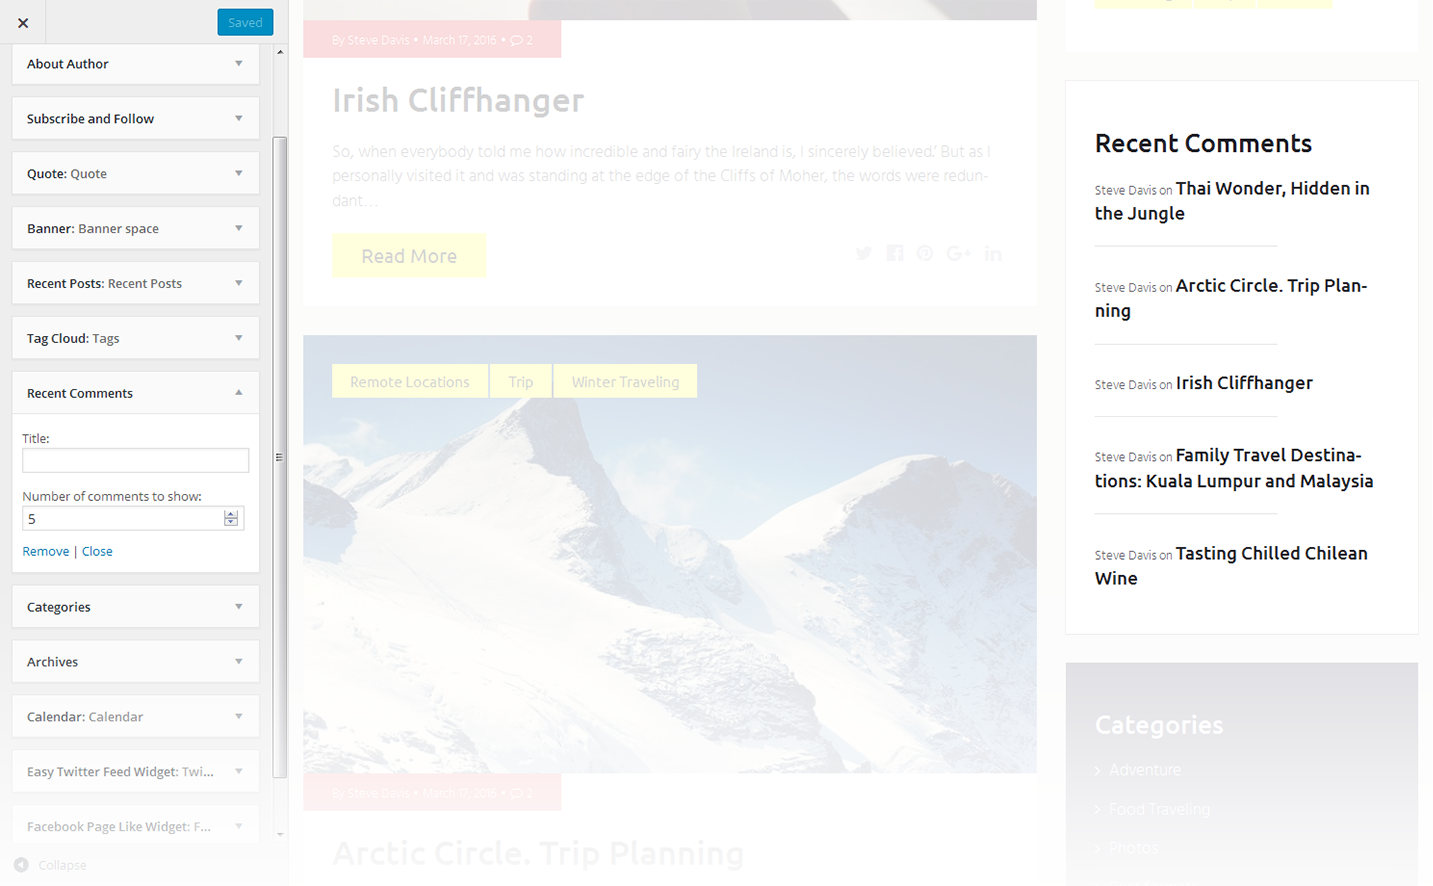 Saved
About Author
Subscribe and Follow
Quote: Quote
Banner: Banner space
Recent Posts: Recent Posts
Tag Cloud: Tags
Recent Comments
Title:
Number of comments to show:
5
Remove | Close
Categories
Archives
Calendar: Calendar
Easy Twitter Feed Widget: Twi...
Facebook Page Like Widget: F...
Collapse
By Steve Davis • March 17, 2016 • 2
Irish Cliffhanger
So, when everybody told me how incredible and fairy the Ireland is, I sincerely believed.’ But as I
personally visited it and was standing at the edge of the Cliffs of Moher, the words were redun-
dant…
Read More
Remote Locations
Trip
Winter Traveling
By Steve Davis • March 17, 2016 • 2
Arctic Circle. Trip Planning
Recent Comments
Steve Davis on Thai Wonder, Hidden in
the Jungle
Steve Davis on Arctic Circle. Trip Plan-
ning
Steve Davis on Irish Cliffhanger
Steve Davis on Family Travel Destina-
tions: Kuala Lumpur and Malaysia
Steve Davis on Tasting Chilled Chilean
Wine
Categories
Adventure
Food Traveling
Photos